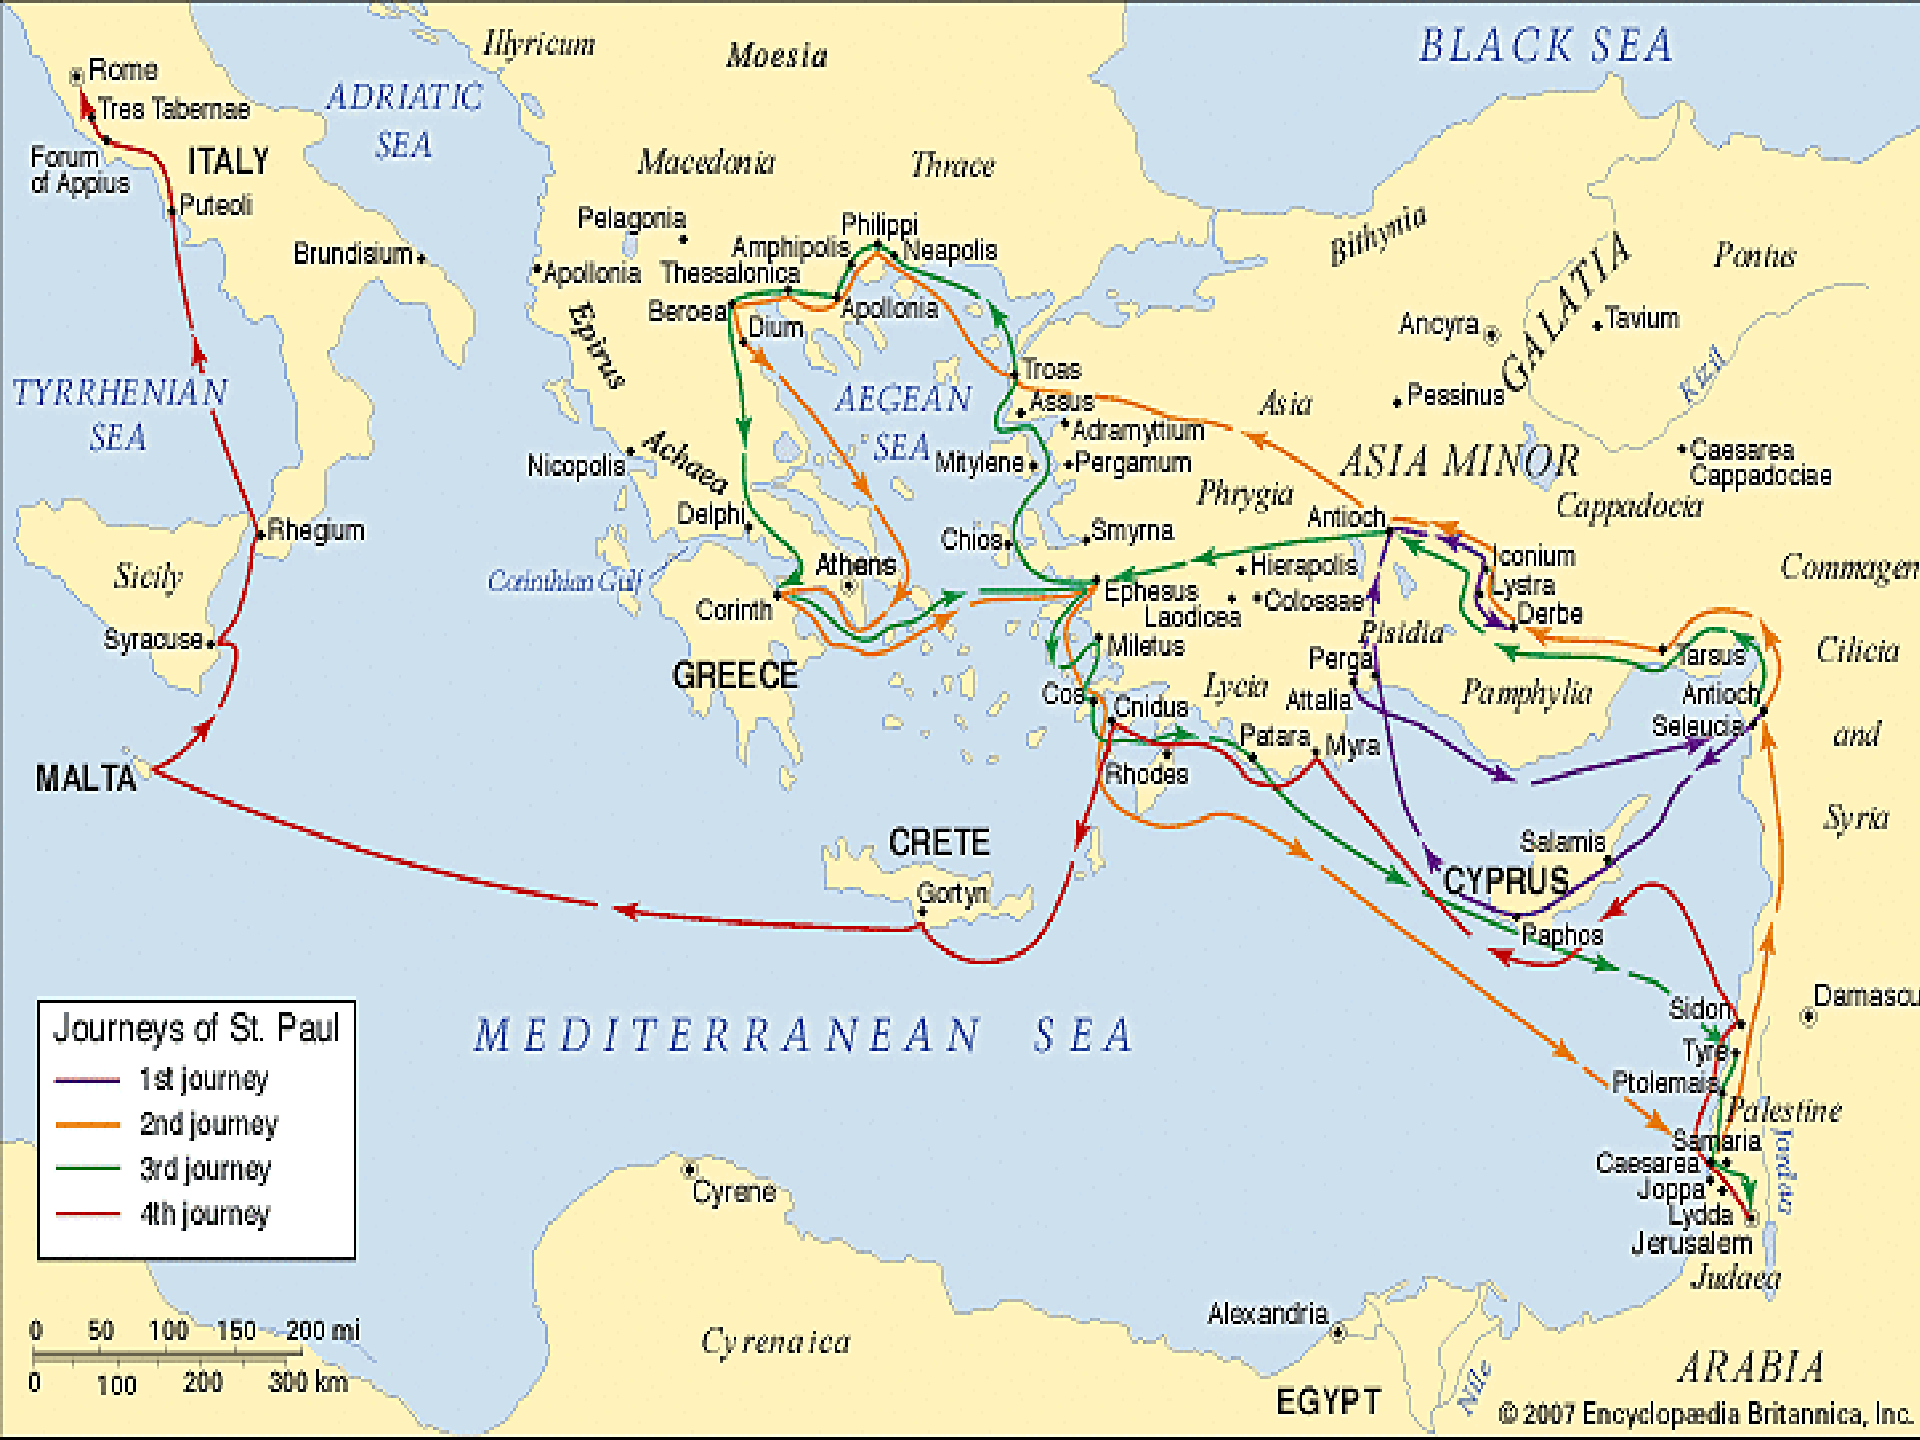 Illyricum
Moesia
BLACK SEA
Rome
Tres Tabernae
ADRIATIC
SEA
Forum
of Appius
ITALY
Macedonia
Thrace
Puteoli
Pelagonia
Philippi
Bithynia
GALATIA
Pontus
Brundisium
Amphipolis
Neapolis
Apollonia
Thessalonica
Beroea
Apollonia
Dium
Epirus
Ancyra
Tavium
Kizil
TYRRHENIAN
SEA
AEGEAN
SEA
Troas
Assus
Asia
Pessinus
Adramyttium
Nicopolis
Achaea
Mitylene
Pergamum
ASIA MINOR
Caesarea
Cappadociae
Phrygia
Cappadocia
Delphi
Antioch
Rhegium
Chios
Smyrna
Sicily
Corinthian Gulf
Athens
Hierapolis
Iconium
Commagen
Corinth
Ephesus
Laodicea
Colossae
Lystra
Derbe
Syracuse
Miletus
Pisidia
Perga
Tarsus
Cilicia
GREECE
Cos
Lycia
Attalia
Pamphylia
Antioch
Cnidus
Seleucia
and
MALTA
Rhodes
Patara
Myra
Syria
CRETE
Salamis
Gortyn
CYPRUS
Paphos
Sidon
Damascu
MEDITERRANEAN SEA
Tyre
Ptolemais
Palestine
Samaria
Caesarea
Jordan
Joppa
Lydda
Jerusalem
Judaea
Journeys of St. Paul
1st journey
2nd journey
3rd journey
4th journey
Cyrene
Cyrenaica
Alexandria
EGYPT
Nile
ARABIA
0 50 100 150 200 mi
0 100 200 300 km
© 2007 Encyclopædia Britannica, Inc.